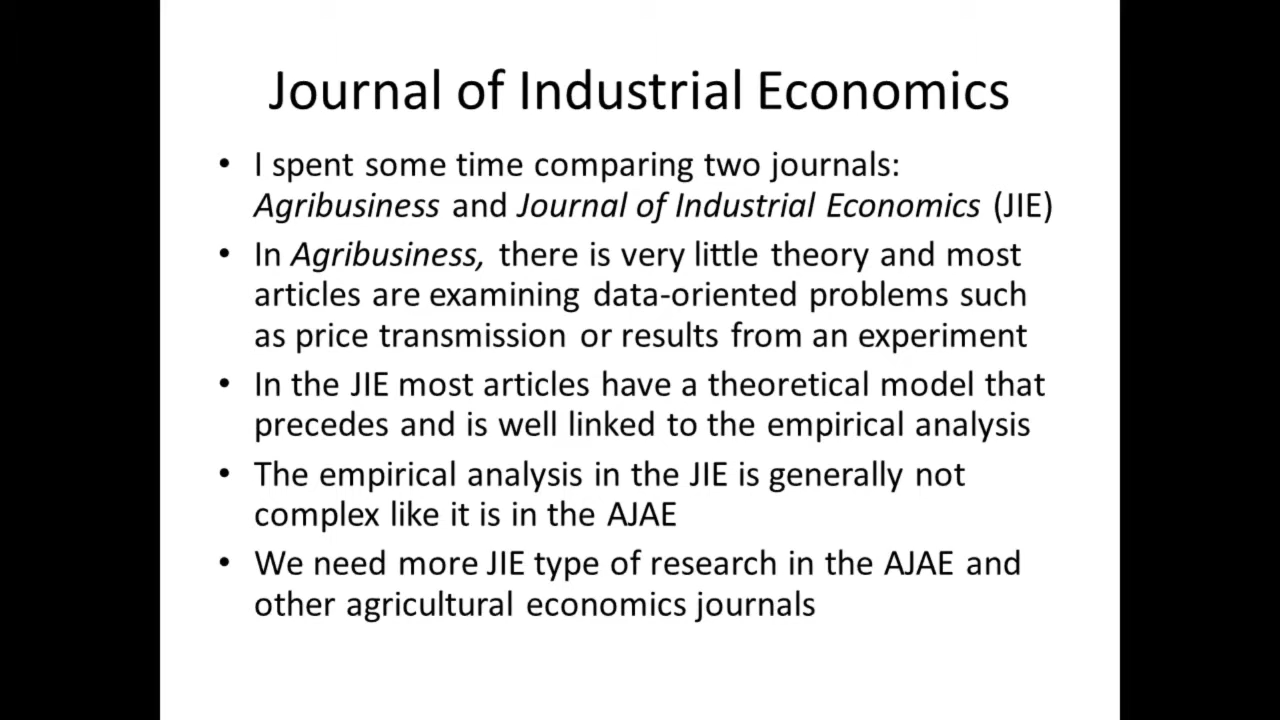 Journal of Industrial Economics
• I spent some time comparing two journals:
Agribusiness and Journal of Industrial Economics (JIE)
• In Agribusiness, there is very little theory and most
articles are examining data-oriented problems such
as price transmission or results from an experiment
• In the JIE most articles have a theoretical model that
precedes and is well linked to the empirical analysis
• The empirical analysis in the JIE is generally not
complex like it is in the AJAE
• We need more JIE type of research in the AJAE and
other agricultural economics journals